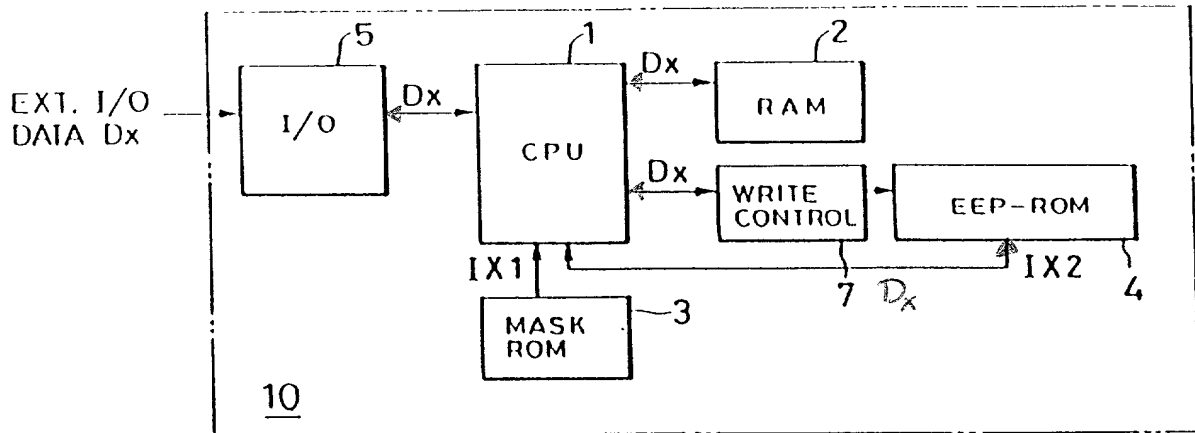 5
1
2
EXT. I/O
DATA Dx
I/O
Dx
CPU
Dx
RAM
Dx
WRITE
CONTROL
EEP-ROM
IX1
7
Dx
IX2
4
MASK
ROM
3
10